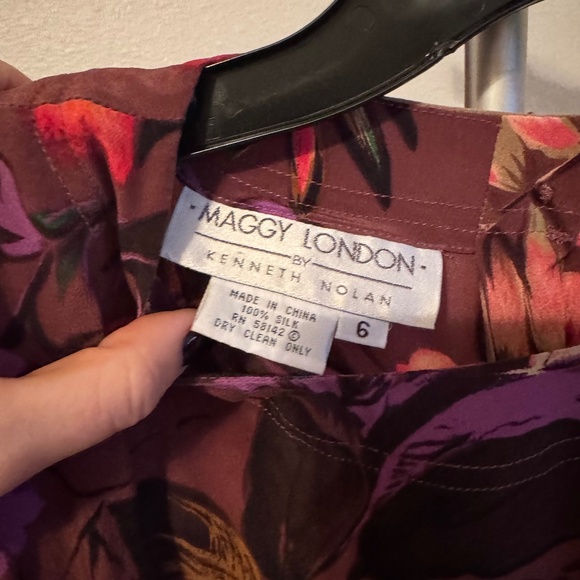 · MAGGY LONDON ·
BY
KENNETH NOLAN
MADE IN CHINA
100% SILK
RN 58142 ©
DRY CLEAN ONLY
6